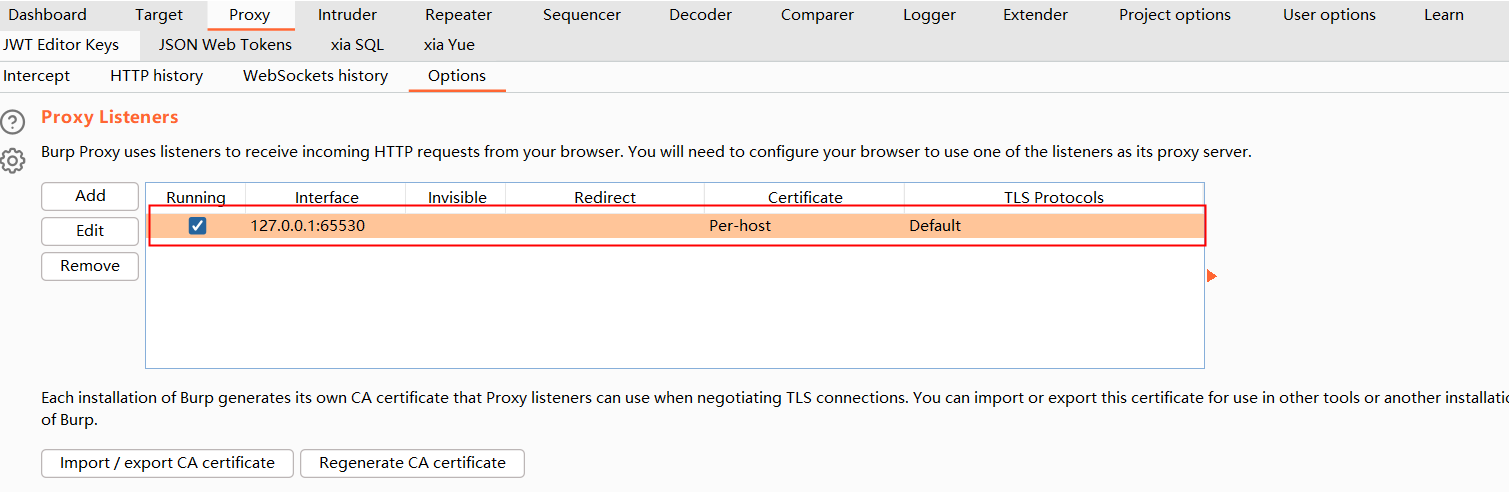 Dashboard Target Proxy Intruder Repeater Sequencer Decoder Comparer Logger Extender Project options User options Learn
JWT Editor Keys JSON Web Tokens xia SQL xia Yue
Intercept HTTP history WebSockets history Options
Proxy Listeners
Burp Proxy uses listeners to receive incoming HTTP requests from your browser. You will need to configure your browser to use one of the listeners as its proxy server.
Add Running Interface Invisible Redirect Certificate TLS Protocols
Edit 127.0.0.1:65530 Per-host Default
Remove
Each installation of Burp generates its own CA certificate that Proxy listeners can use when negotiating TLS connections. You can import or export this certificate for use in other tools or another installatio
of Burp.
Import / export CA certificate Regenerate CA certificate